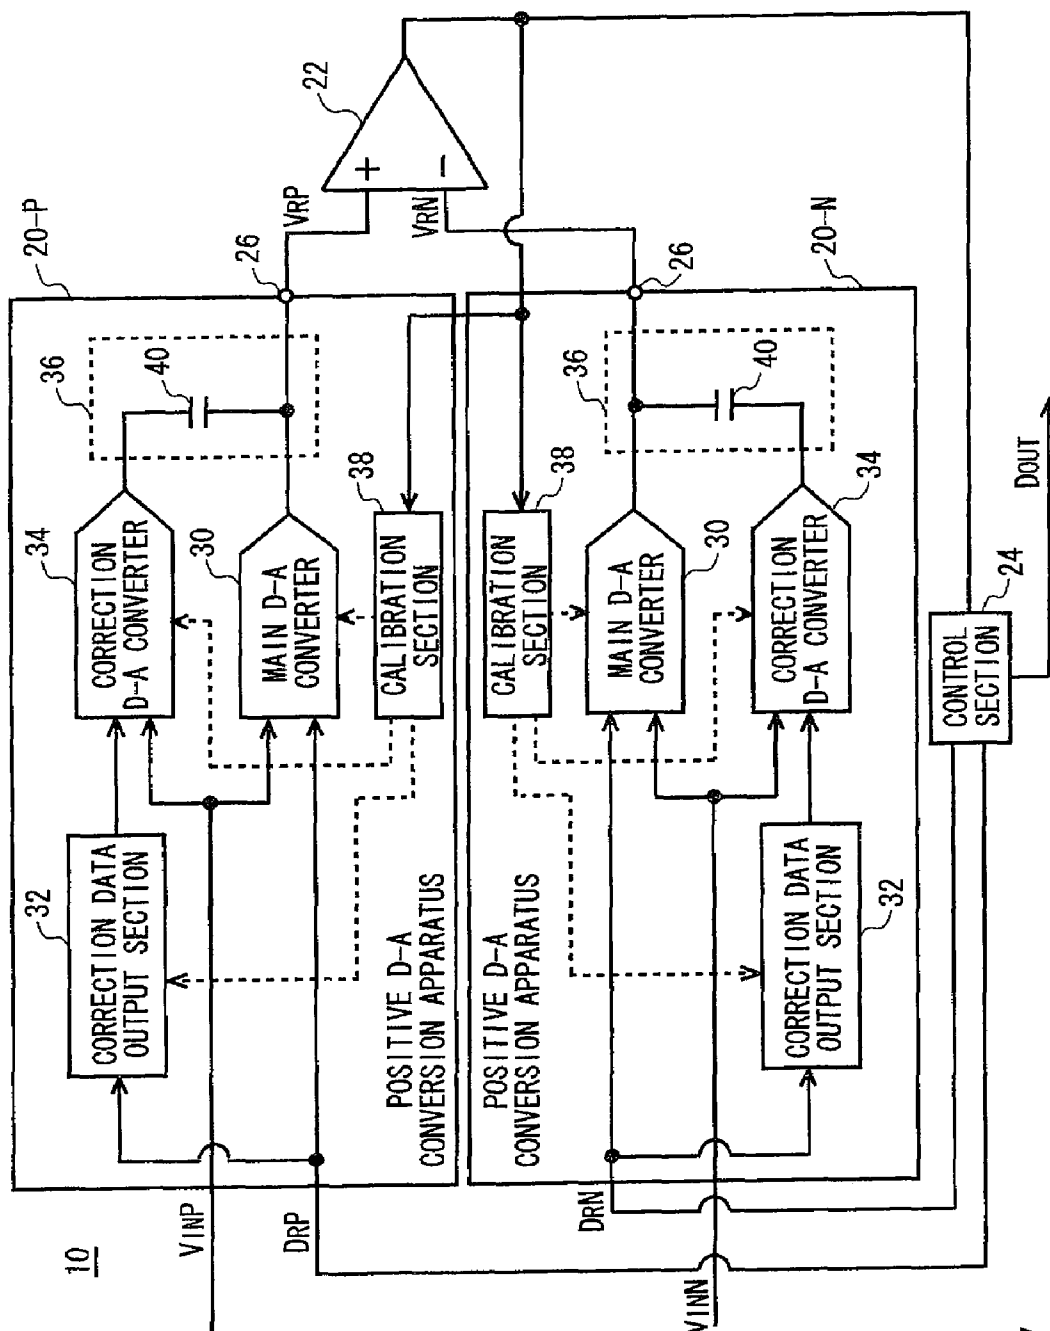 10
VINP
DRP
DRN
VINN
20-P
32
CORRECTION DATA
OUTPUT SECTION
34
CORRECTION
D-A CONVERTER
36
40
30
MAIN D-A
CONVERTER
26
VRP
38
CALIBRATION
SECTION
POSITIVE D-A
CONVERSION APPARATUS
22
+
-
VRN
POSITIVE D-A
CONVERSION APPARATUS
38
CALIBRATION
SECTION
30
MAIN D-A
CONVERTER
36
40
26
20-N
34
CORRECTION
D-A CONVERTER
32
CORRECTION DATA
OUTPUT SECTION
24
CONTROL
SECTION
DOUT